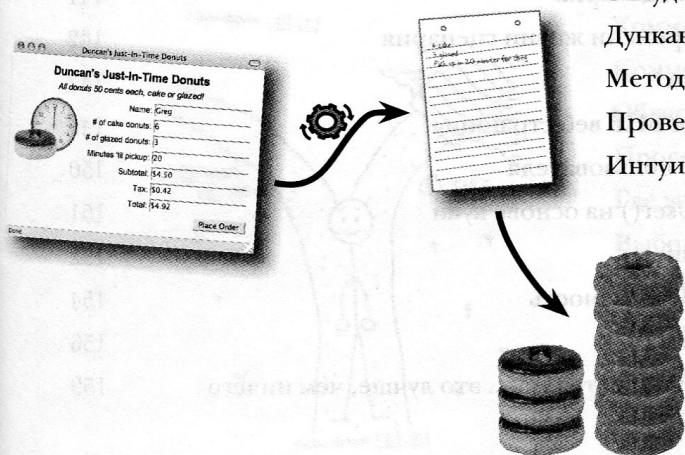 Дункан
Метод
Прове
Интуи
Duncan's Just-In-Time Donuts
Duncan's Just-In-Time Donuts
All donuts 50 cents each, cake or glazed!
Name: Greg
# of cake donuts: 6
# of glazed donuts: 3
Minutes 'til pickup: 20
Subtotal: $4.50
Tax: $0.42
Total: $4.92
Place Order
Done
6 cake
3 glazed
Pick up in 20 minutes for Greg